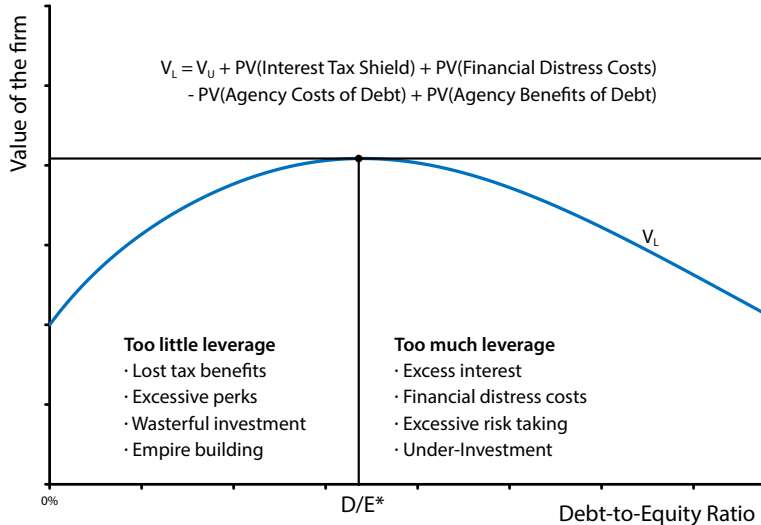 Value of the firm
V_L = V_U + PV(Interest Tax Shield) + PV(Financial Distress Costs)
- PV(Agency Costs of Debt) + PV(Agency Benefits of Debt)
V_L
Too little leverage
· Lost tax benefits
· Excessive perks
· Wasterful investment
· Empire building
Too much leverage
· Excess interest
· Financial distress costs
· Excessive risk taking
· Under-Investment
0%
D/E*
Debt-to-Equity Ratio